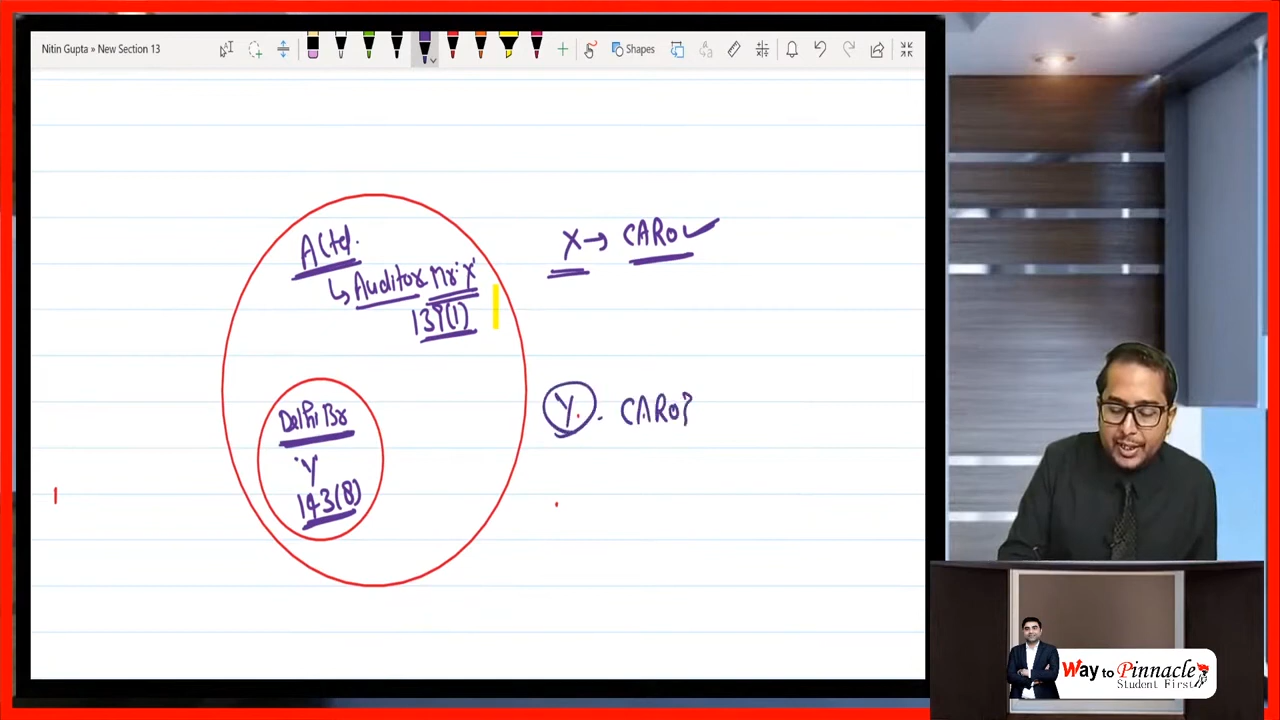 Nitin Gupta » New Section 13
Shapes
A Ltd.
↳ Auditor Mr. 'X'
139(1)
X → CARO ✓
Delhi Br
'Y'
143(8)
Y. CARO?
Way to Pinnacle
Student First